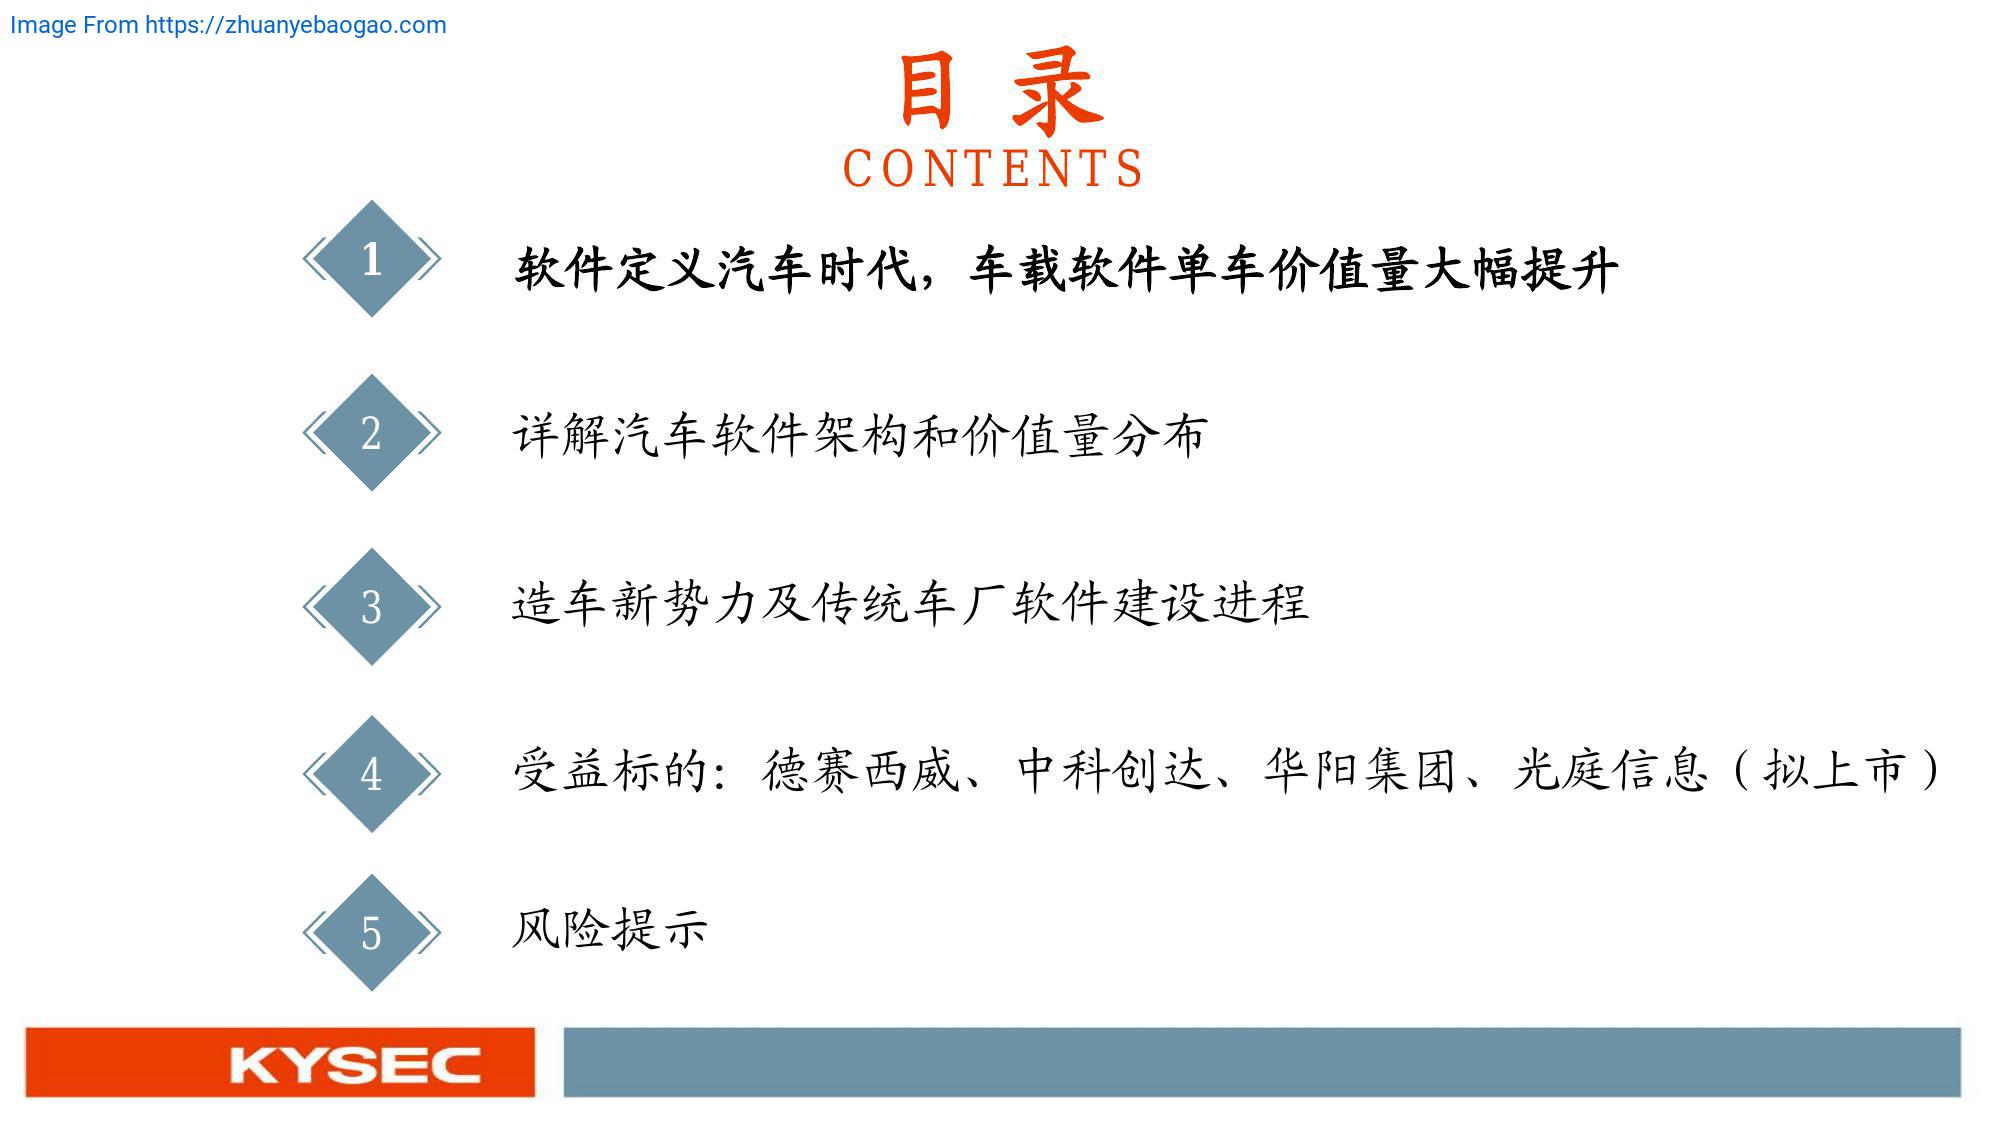 Image From https://zhuanyebaogao.com
目 录
CONTENTS
1 软件定义汽车时代，车载软件单车价值量大幅提升
2 详解汽车软件架构和价值量分布
3 造车新势力及传统车厂软件建设进程
4 受益标的：德赛西威、中科创达、华阳集团、光庭信息（拟上市）
5 风险提示
KYSEC